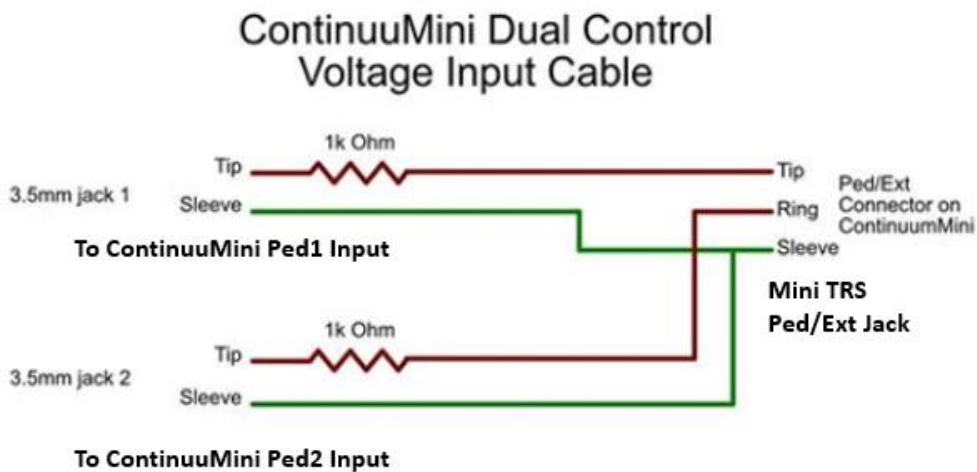 ContinuuMini Dual Control
Voltage Input Cable
1k Ohm
Tip
Tip
3.5mm jack 1
Sleeve
Ring
Ped/Ext
Connector on
ContinuumMini
To ContinuuMini Ped1 Input
Sleeve
Mini TRS
Ped/Ext Jack
1k Ohm
Tip
3.5mm jack 2
Sleeve
To ContinuuMini Ped2 Input